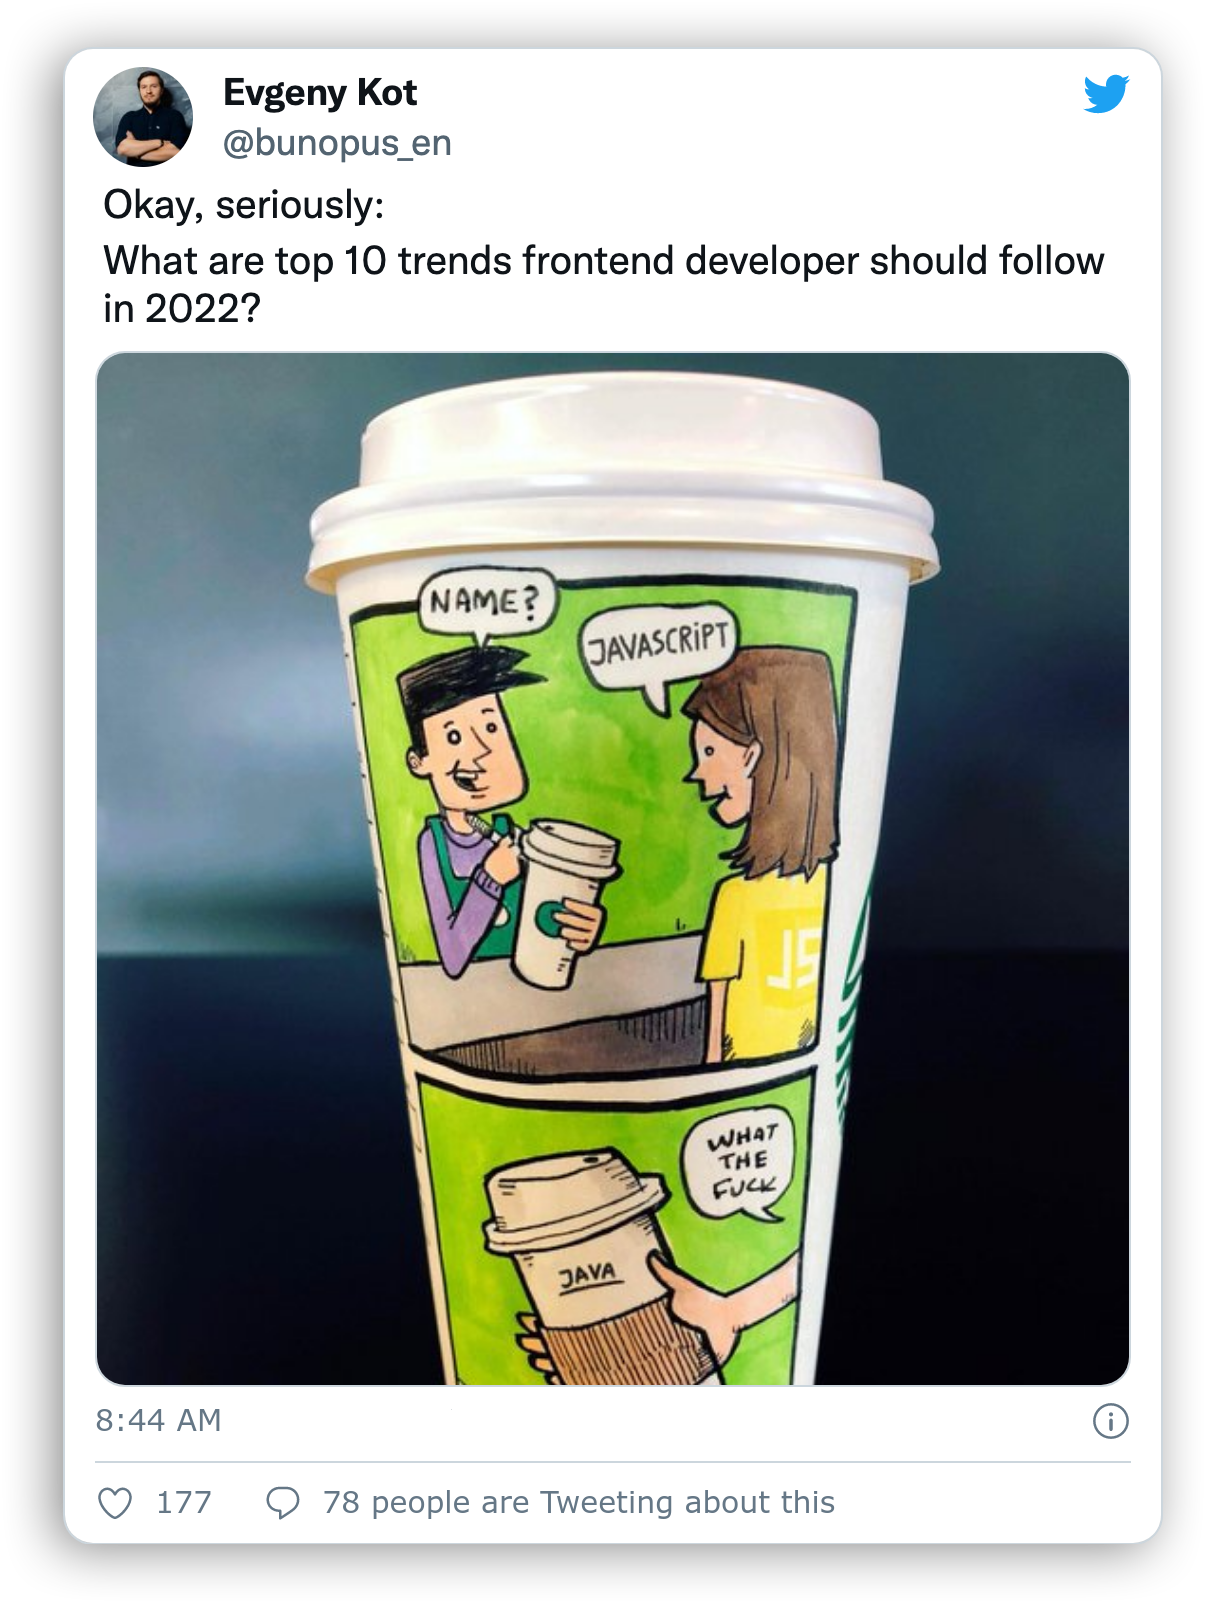 Evgeny Kot
@bunopus_en
Okay, seriously:
What are top 10 trends frontend developer should follow
in 2022?
NAME?
JAVASCRiPT
JS
WHAT
THE
FUCK
JAVA
8:44 AM
177
78 people are Tweeting about this